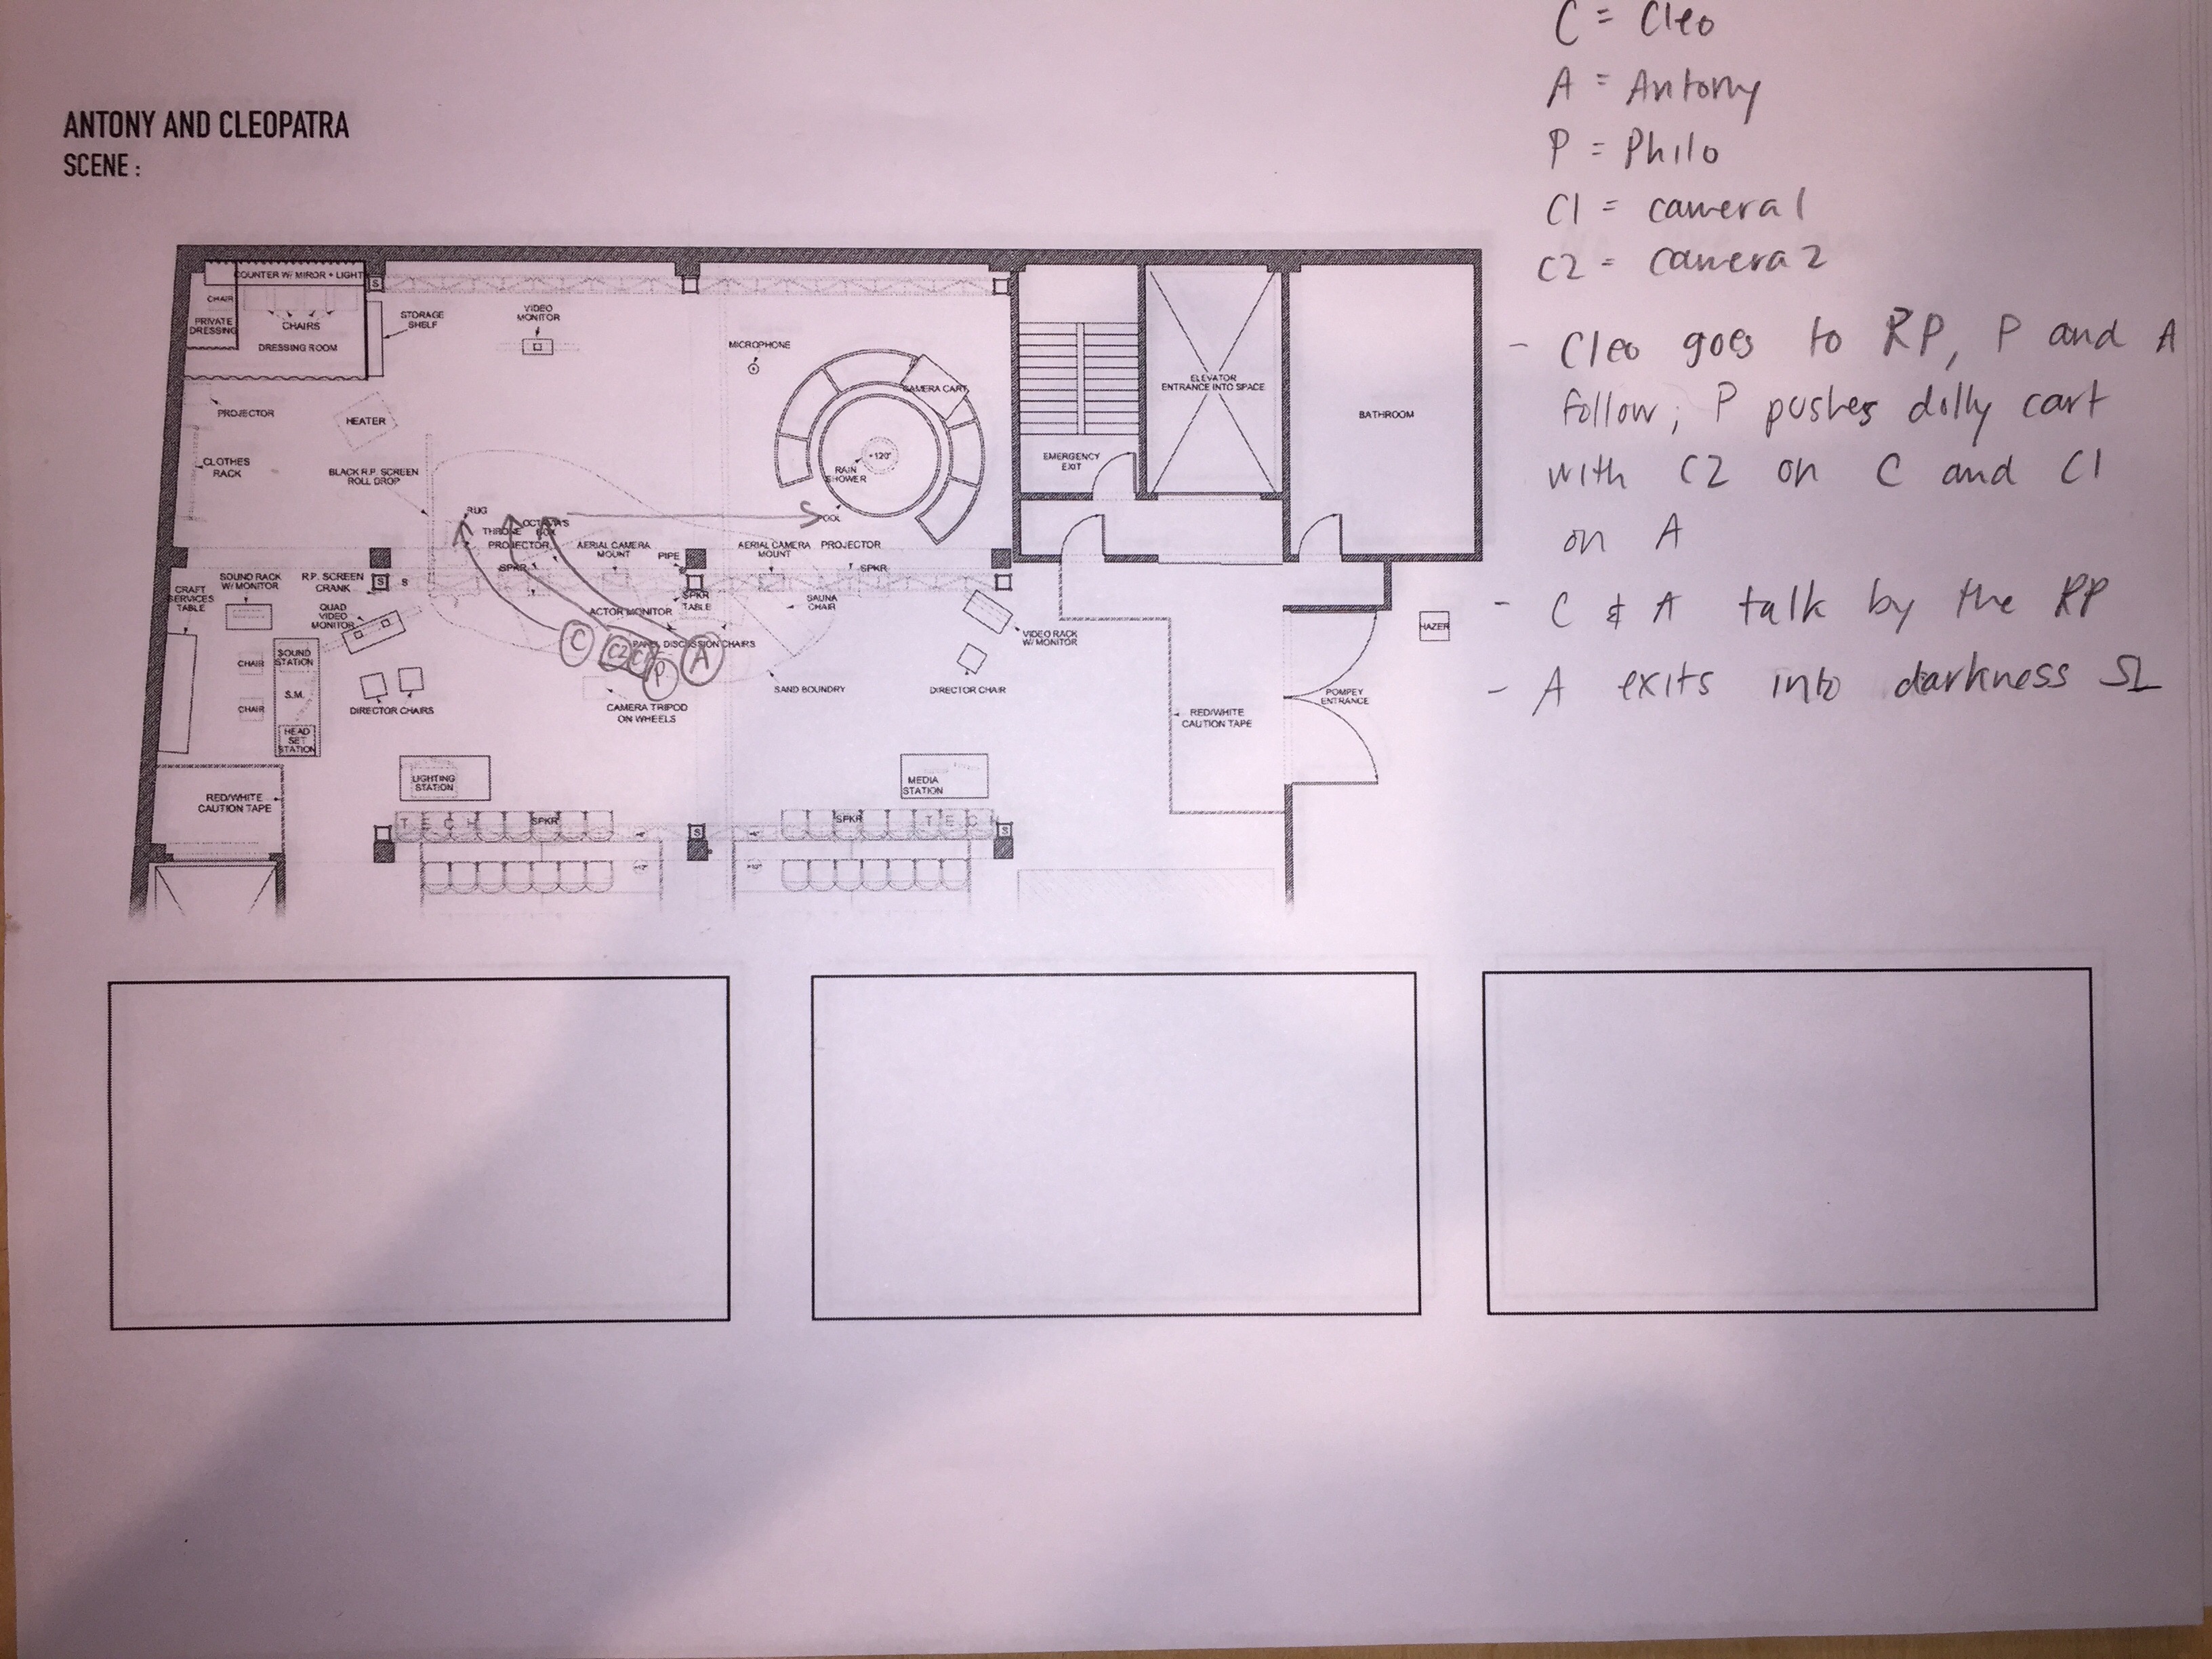 C = Cleo
A = Antony
P = Philo
C1 = camera 1
C2 = camera 2
- Cleo goes to RP, P and A
follow; P pushes dolly cart
with C2 on C and C1
on A
- C & A talk by the RP
- A exits into darkness SL
ANTONY AND CLEOPATRA
SCENE :
COUNTER W/ MIROR + LIGHT
CHAIR
PRIVATE
DRESSING
CHAIRS
DRESSING ROOM
S
STORAGE
SHELF
VIDEO
MONITOR
MICROPHONE
CAMERA CART
ELEVATOR
ENTRANCE INTO SPACE
BATHROOM
PROJECTOR
HEATER
CLOTHES
RACK
BLACK R.P. SCREEN
ROLL DROP
RAIN
SHOWER
+120"
EMERGENCY
EXIT
RUG
THRONE
OCTAVIA'S
BOX
POOL
PROJECTOR
AERIAL CAMERA
MOUNT
PIPE
AERIAL CAMERA
MOUNT
PROJECTOR
SPKR
SPKR
CRAFT
SERVICES
TABLE
SOUND RACK
W/ MONITOR
R.P. SCREEN
CRANK
S
S
QUAD
VIDEO
MONITOR
SPKR
TABLE
ACTOR MONITOR
SAUNA
CHAIR
VIDEO RACK
W/ MONITOR
HAZER
C
C2
C1
P
A
PANEL DISCUSSION CHAIRS
CHAIR
SOUND
STATION
S.M.
CHAIR
HEAD
SET
STATION
DIRECTOR CHAIRS
CAMERA TRIPOD
ON WHEELS
SAND BOUNDRY
DIRECTOR CHAIR
POMPEY
ENTRANCE
RED/WHITE
CAUTION TAPE
LIGHTING
STATION
MEDIA
STATION
RED/WHITE
CAUTION TAPE
TECH
SPKR
S
SPKR
TECH
S